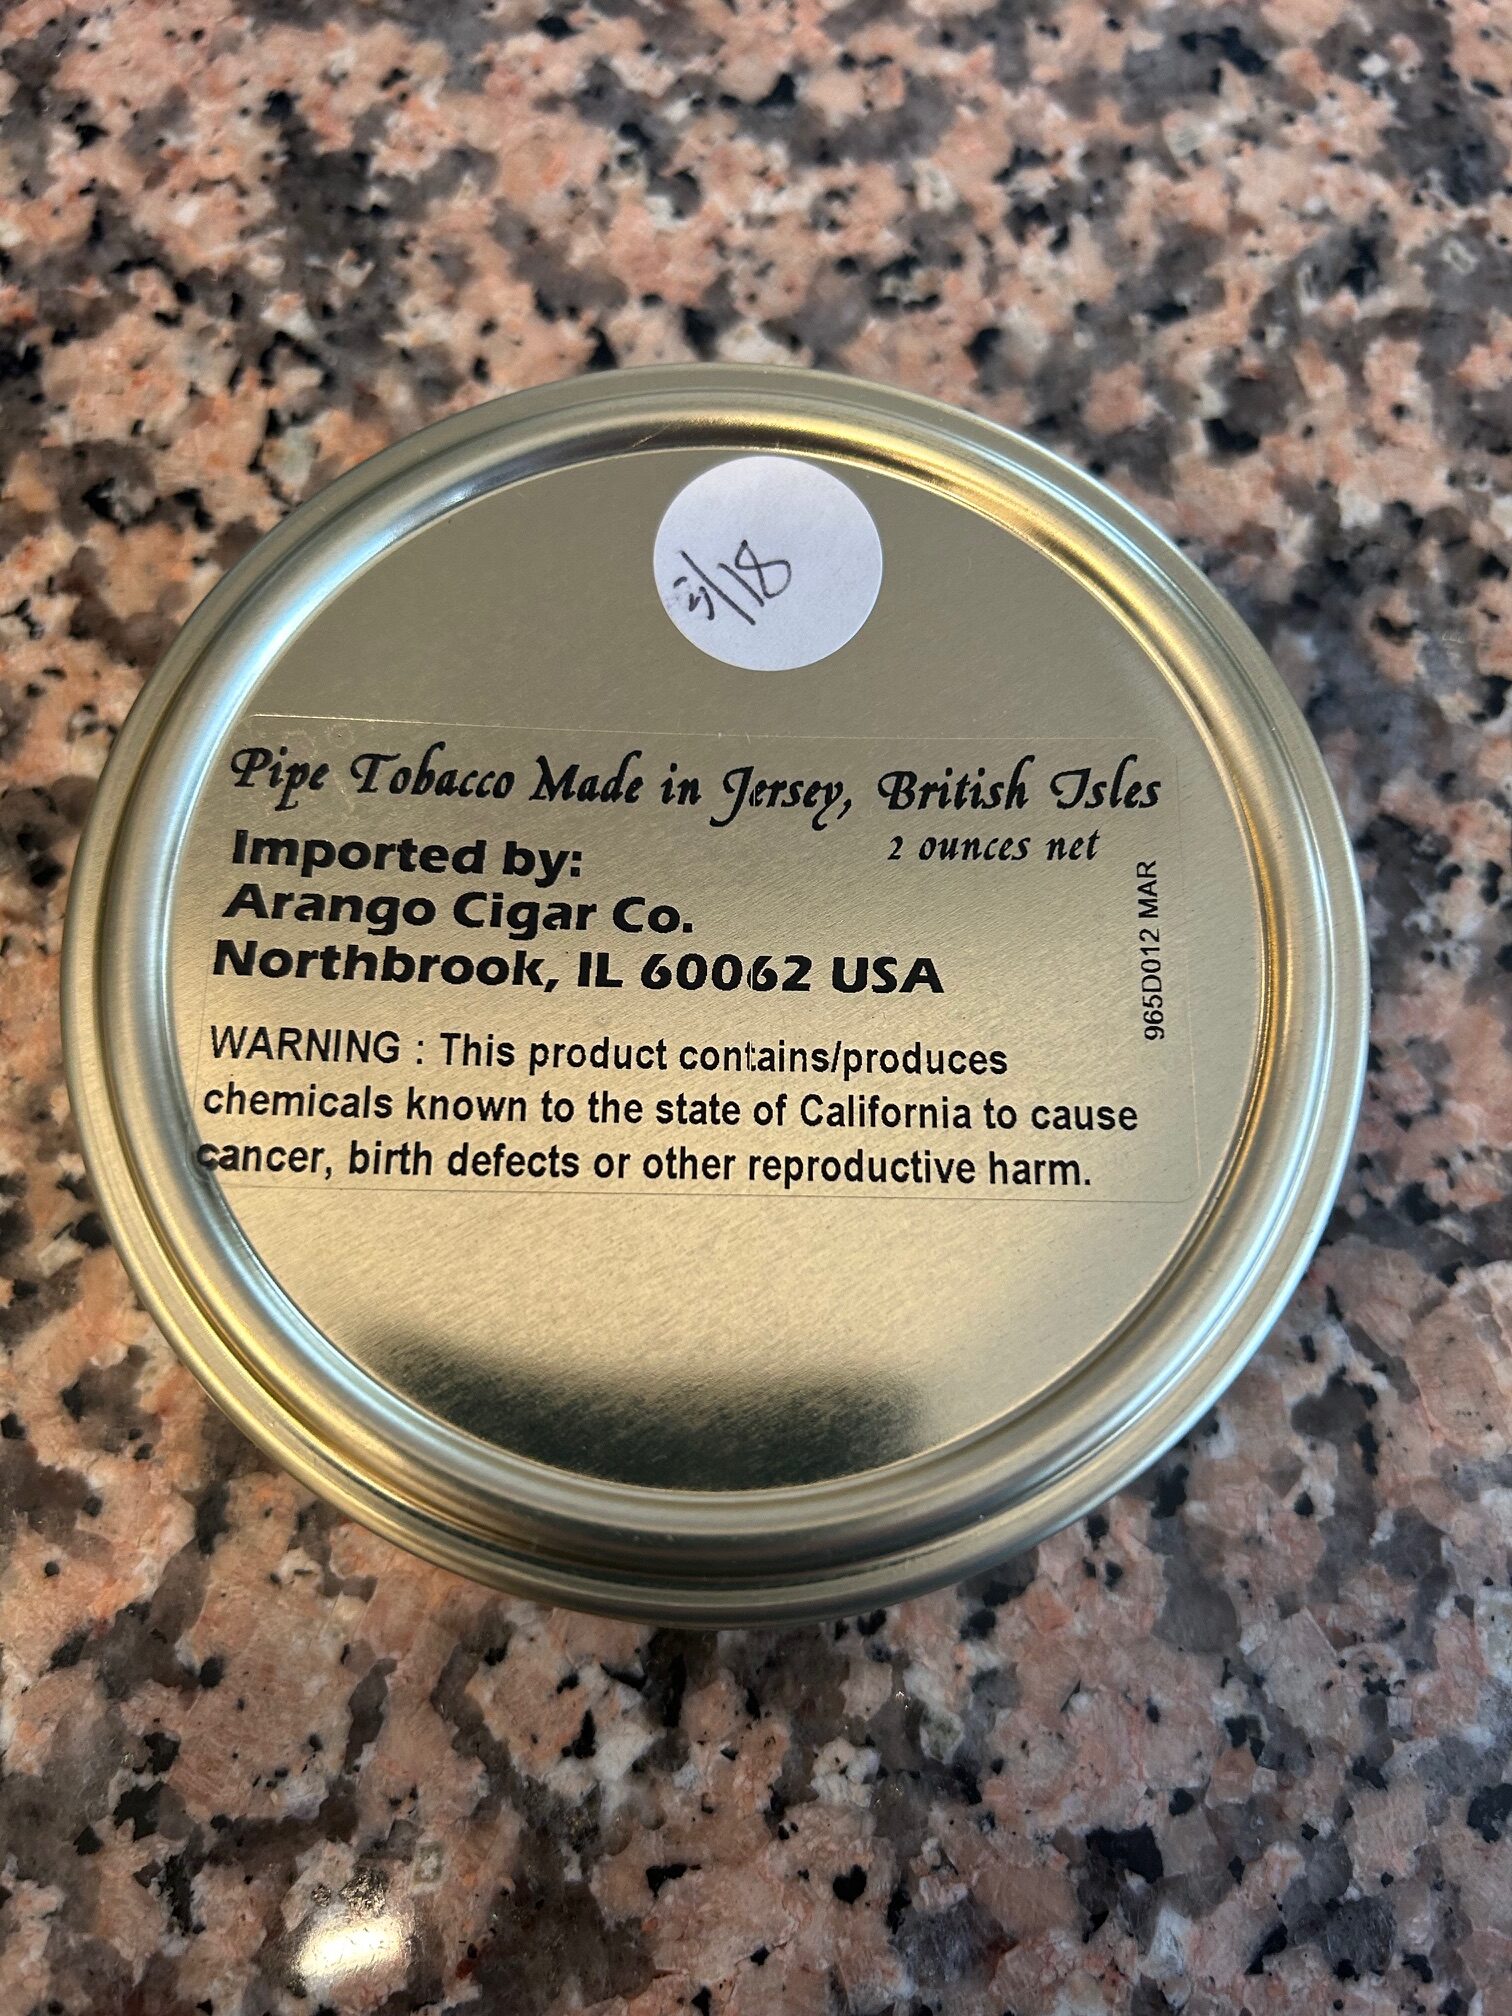 Pipe Tobacco Made in Jersey, British Isles
2 ounces net
Imported by:
Arango Cigar Co.
Northbrook, IL 60062 USA
965D012 MAR
WARNING : This product contains/produces
chemicals known to the state of California to cause
cancer, birth defects or other reproductive harm.